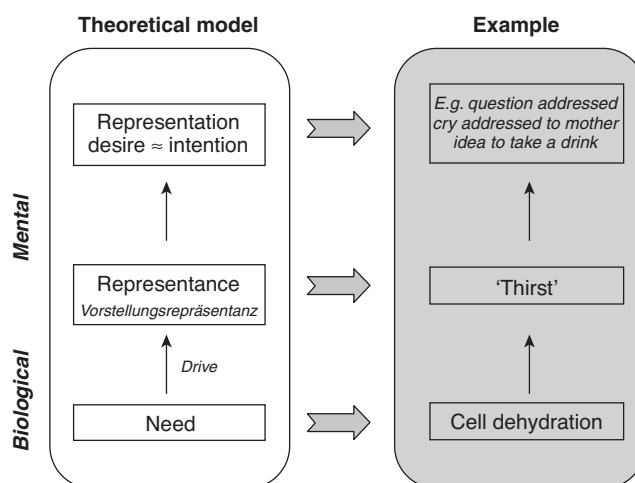 Theoretical model
Example
Mental
Biological
Representation
desire ≈ intention
Representance
Vorstellungsrepräsentanz
Drive
Need
E.g. question addressed
cry addressed to mother
idea to take a drink
‘Thirst’
Cell dehydration